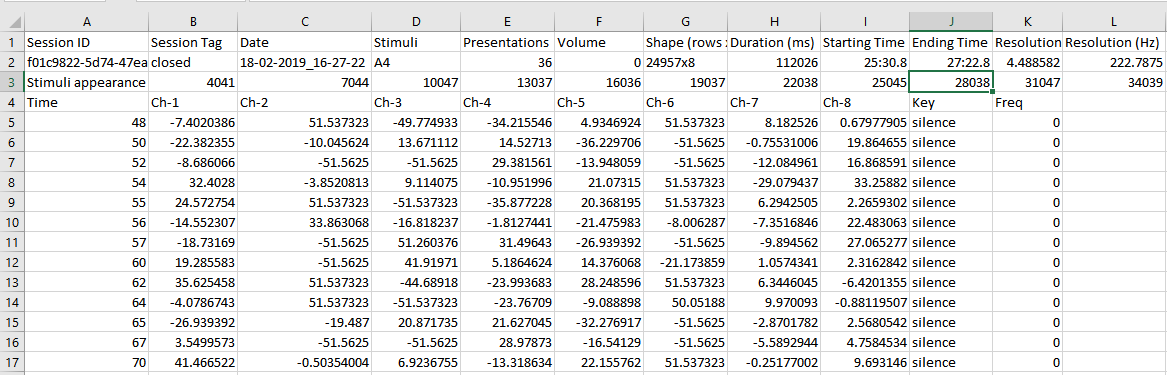 A B C D E F G H I J K L
1 Session ID Session Tag Date Stimuli Presentations Volume Shape (rows Duration (ms) Starting Time Ending Time Resolution Resolution (Hz)
2 f01c9822-5d74-47ea closed 18-02-2019_16-27-22 A4 36 0 24957x8 112026 25:30.8 27:22.8 4.488582 222.7875
3 Stimuli appearance 4041 7044 10047 13037 16036 19037 22038 25045 28038 31047 34039
4 Time Ch-1 Ch-2 Ch-3 Ch-4 Ch-5 Ch-6 Ch-7 Ch-8 Key Freq
5 48 -7.4020386 51.537323 -49.774933 -34.215546 4.9346924 51.537323 8.182526 0.67977905 silence 0
6 50 -22.382355 -10.045624 13.671112 14.52713 -36.229706 -51.5625 -0.75531006 19.864655 silence 0
7 52 -8.686066 -51.5625 -51.5625 29.381561 -13.948059 -51.5625 -12.084961 16.868591 silence 0
8 54 32.4028 -3.8520813 9.114075 -10.951996 21.07315 51.537323 -29.079437 33.25882 silence 0
9 55 24.572754 51.537323 -51.537323 -35.877228 20.368195 51.537323 6.2942505 2.2659302 silence 0
10 56 -14.552307 33.863068 -16.818237 -1.8127441 -21.475983 -8.006287 -7.3516846 22.483063 silence 0
11 57 -18.73169 -51.5625 51.260376 31.49643 -26.939392 -51.5625 -9.894562 27.065277 silence 0
12 60 19.285583 -51.5625 41.91971 5.1864624 14.376068 -21.173859 1.0574341 2.3162842 silence 0
13 62 35.625458 51.537323 -44.68918 -23.993683 28.248596 51.537323 6.3446045 -6.4201355 silence 0
14 64 -4.0786743 51.537323 -51.537323 -23.76709 -9.088898 50.05188 9.970093 -0.88119507 silence 0
15 65 -26.939392 -19.487 20.871735 21.627045 -32.276917 -51.5625 -2.8701782 2.5680542 silence 0
16 67 3.5499573 -51.5625 -51.5625 28.97873 -16.54129 -51.5625 -5.5892944 4.7584534 silence 0
17 70 41.466522 -0.50354004 6.9236755 -13.318634 22.155762 51.537323 -0.25177002 9.693146 silence 0